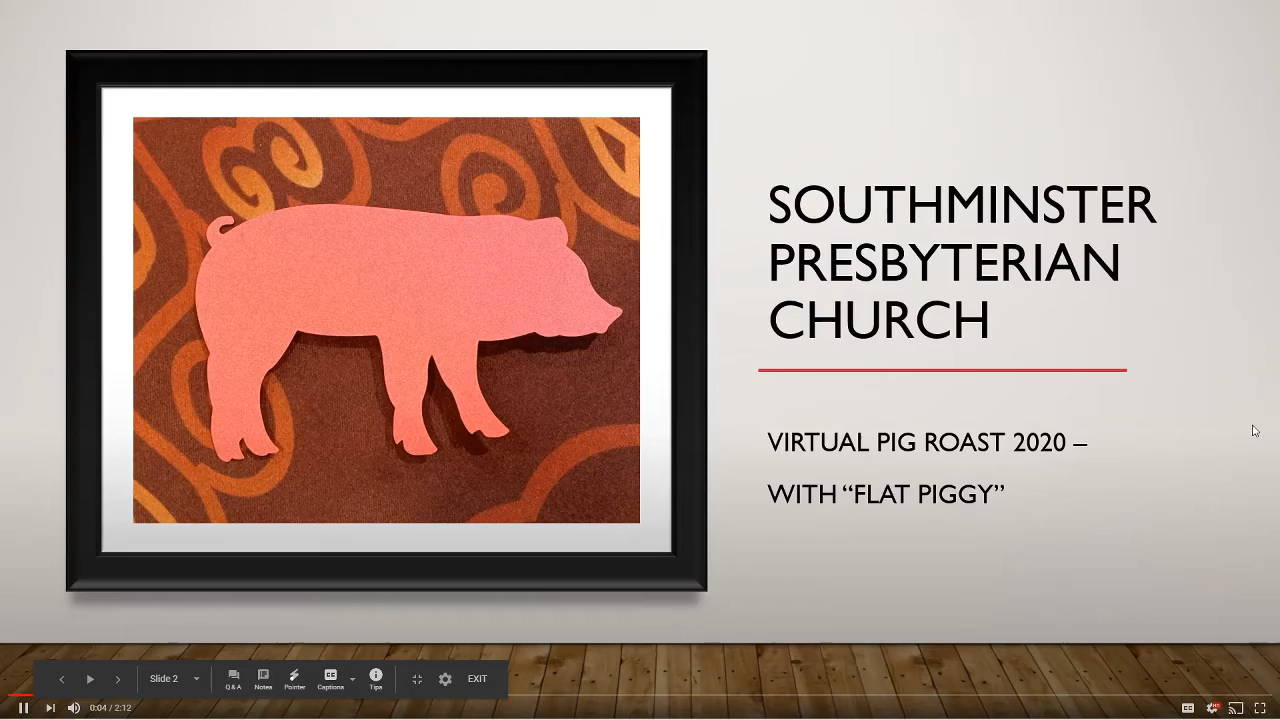 SOUTHMINSTER
PRESBYTERIAN
CHURCH
VIRTUAL PIG ROAST 2020 –
WITH “FLAT PIGGY”
Slide 2
Q & A
Notes
Pointer
Captions
Tips
EXIT
0:04 / 2:12